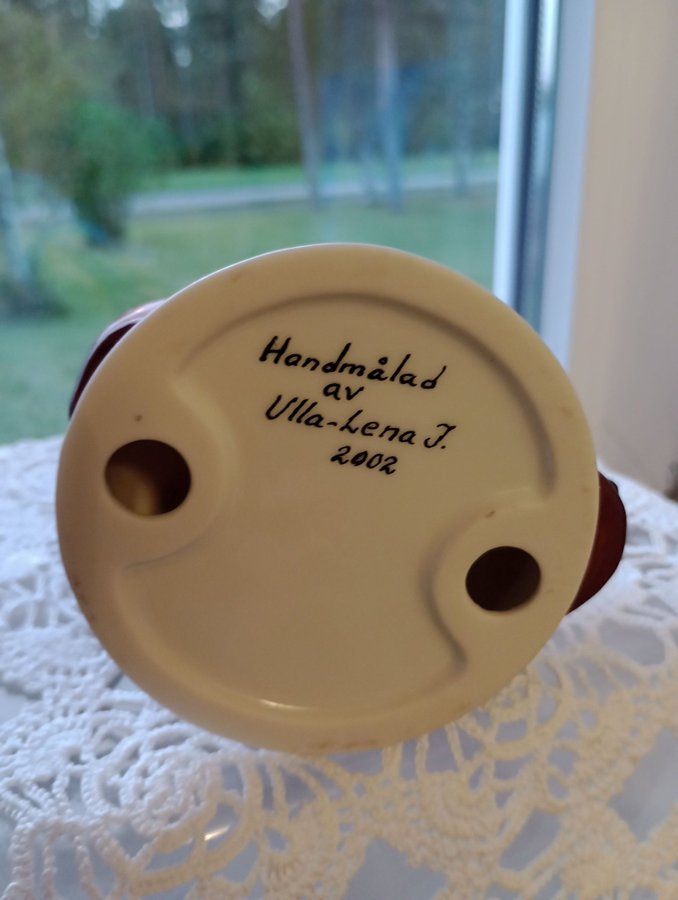 Handmålad
av
Ulla-Lena J.
2002